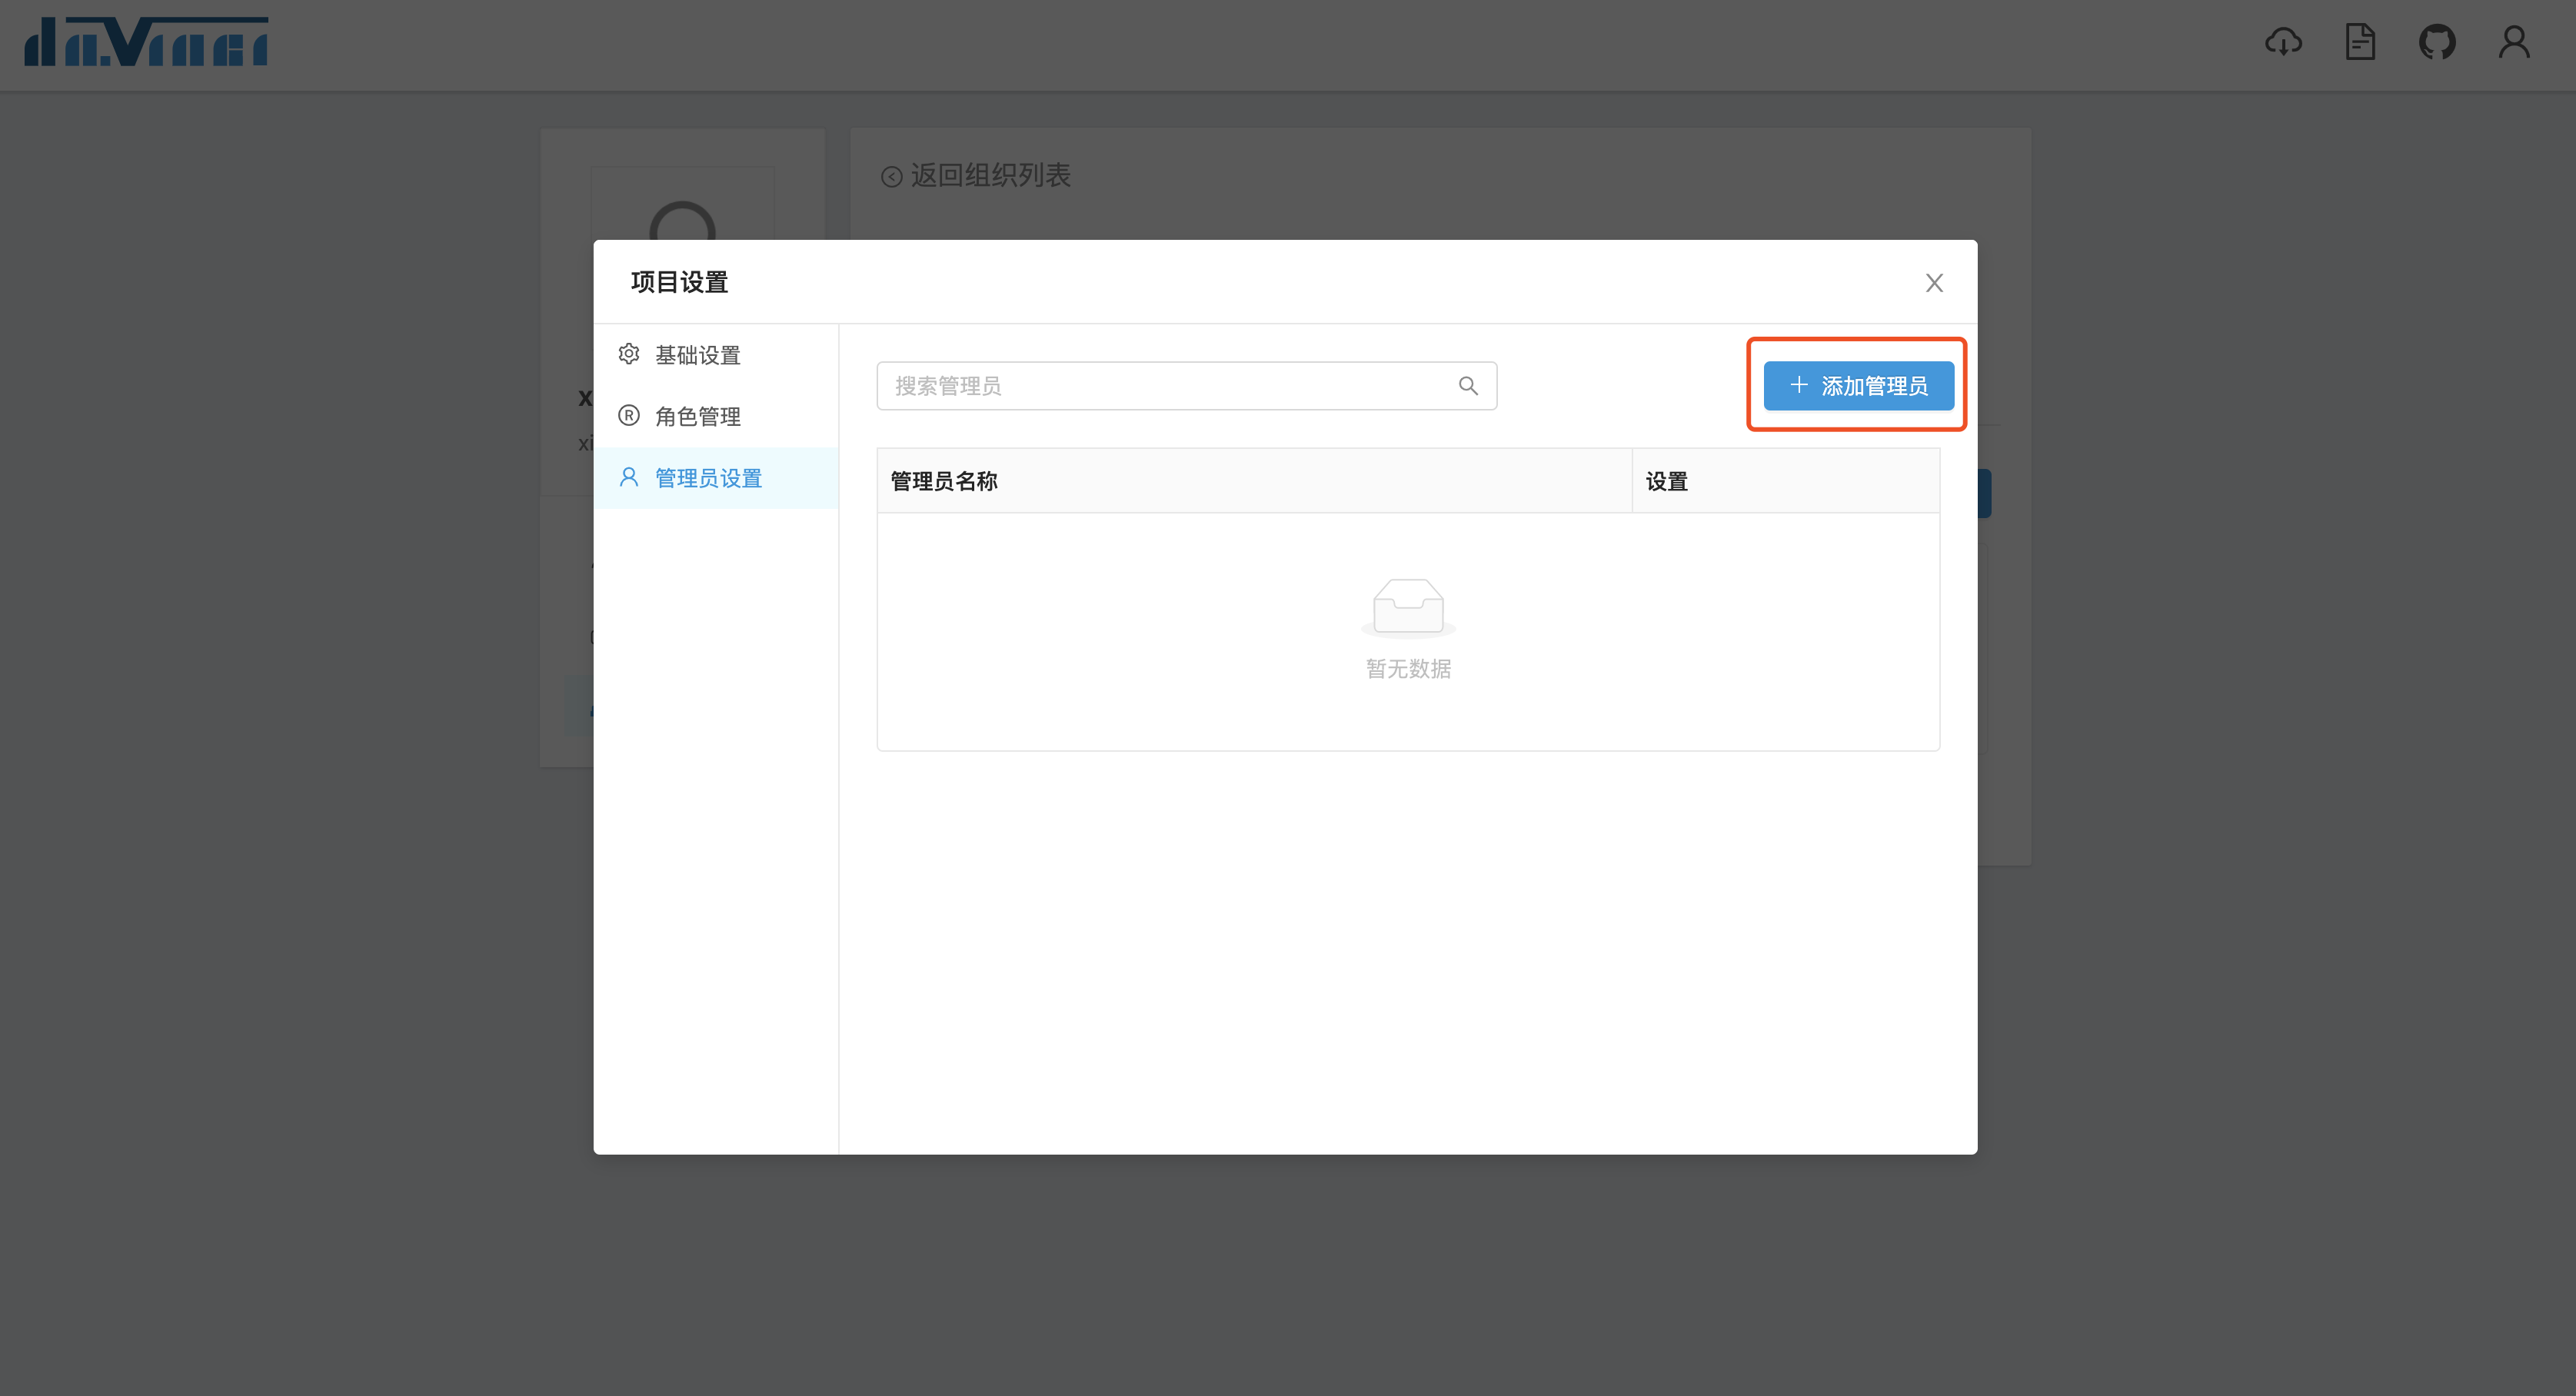 daVinci
返回组织列表
项目设置
基础设置
角色管理
管理员设置
搜索管理员
添加管理员
管理员名称
设置
暂无数据